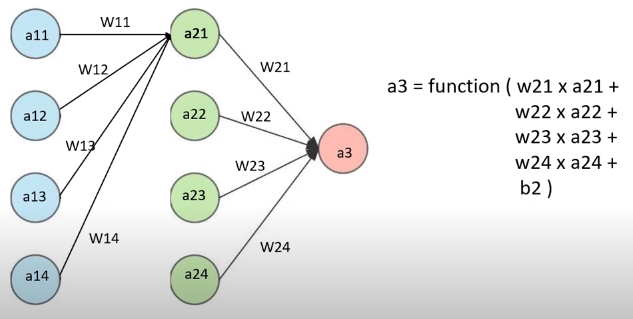 W11
a11
a21
W12
W21
a12
a22
W22
W13
a3
W23
a13
a23
W14
W24
a14
a24
a3 = function ( w21 x a21 +
w22 x a22 +
w23 x a23 +
w24 x a24 +
b2 )